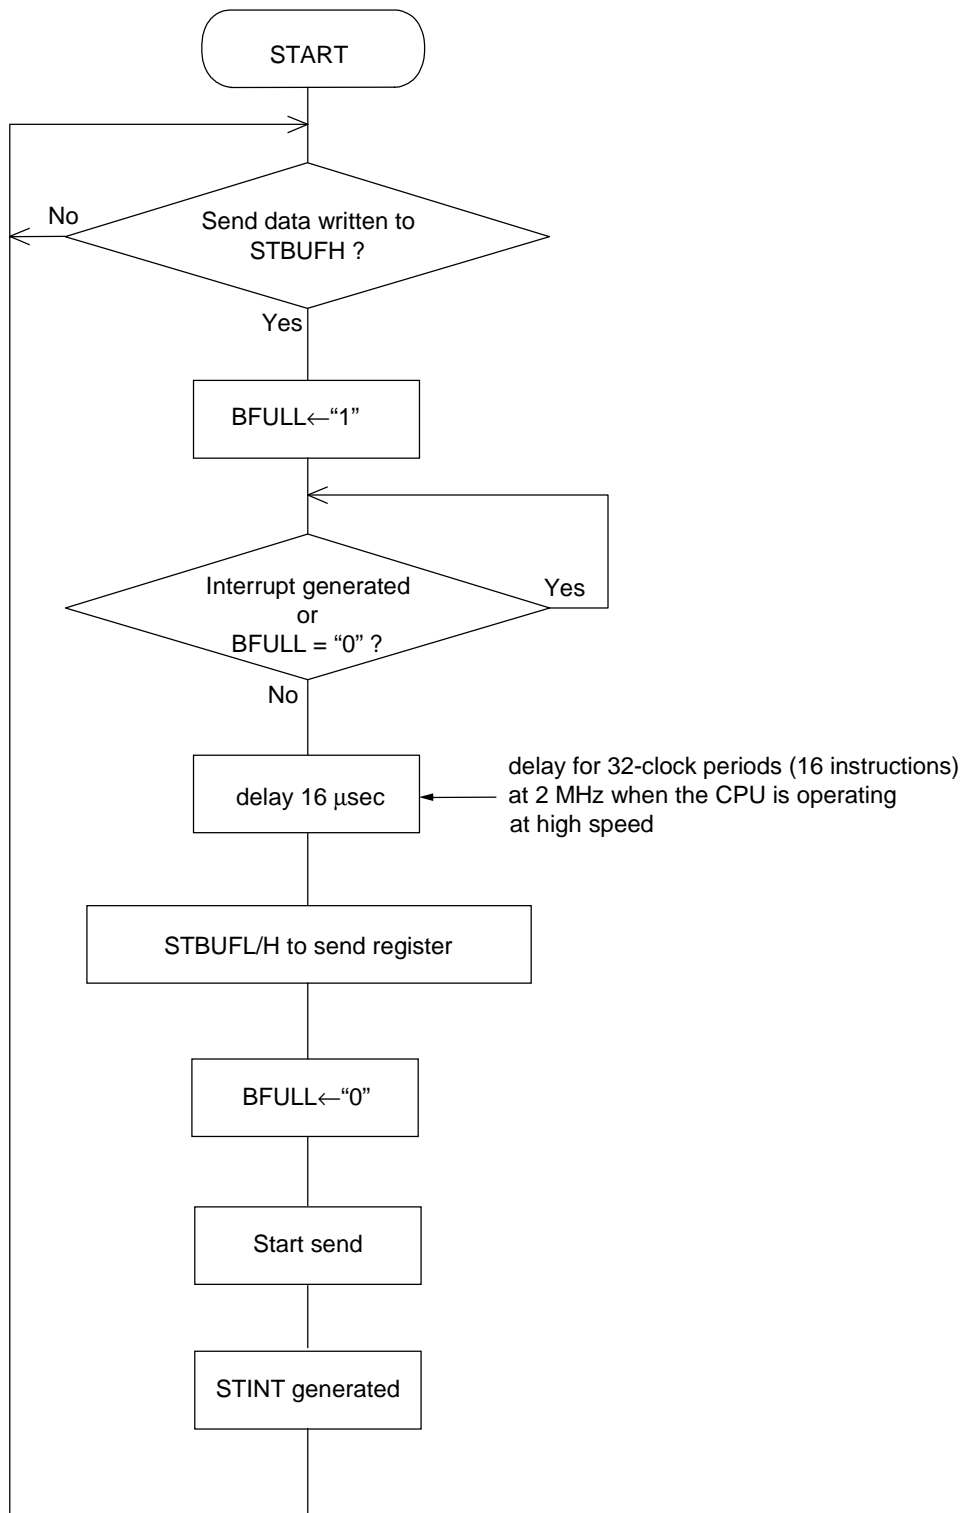 START
No
Send data written to
STBUFH ?
Yes
BFULL←“1”
Interrupt generated
or
BFULL = “0” ?
Yes
No
delay 16 μsec
delay for 32-clock periods (16 instructions)
at 2 MHz when the CPU is operating
at high speed
STBUFL/H to send register
BFULL←“0”
Start send
STINT generated